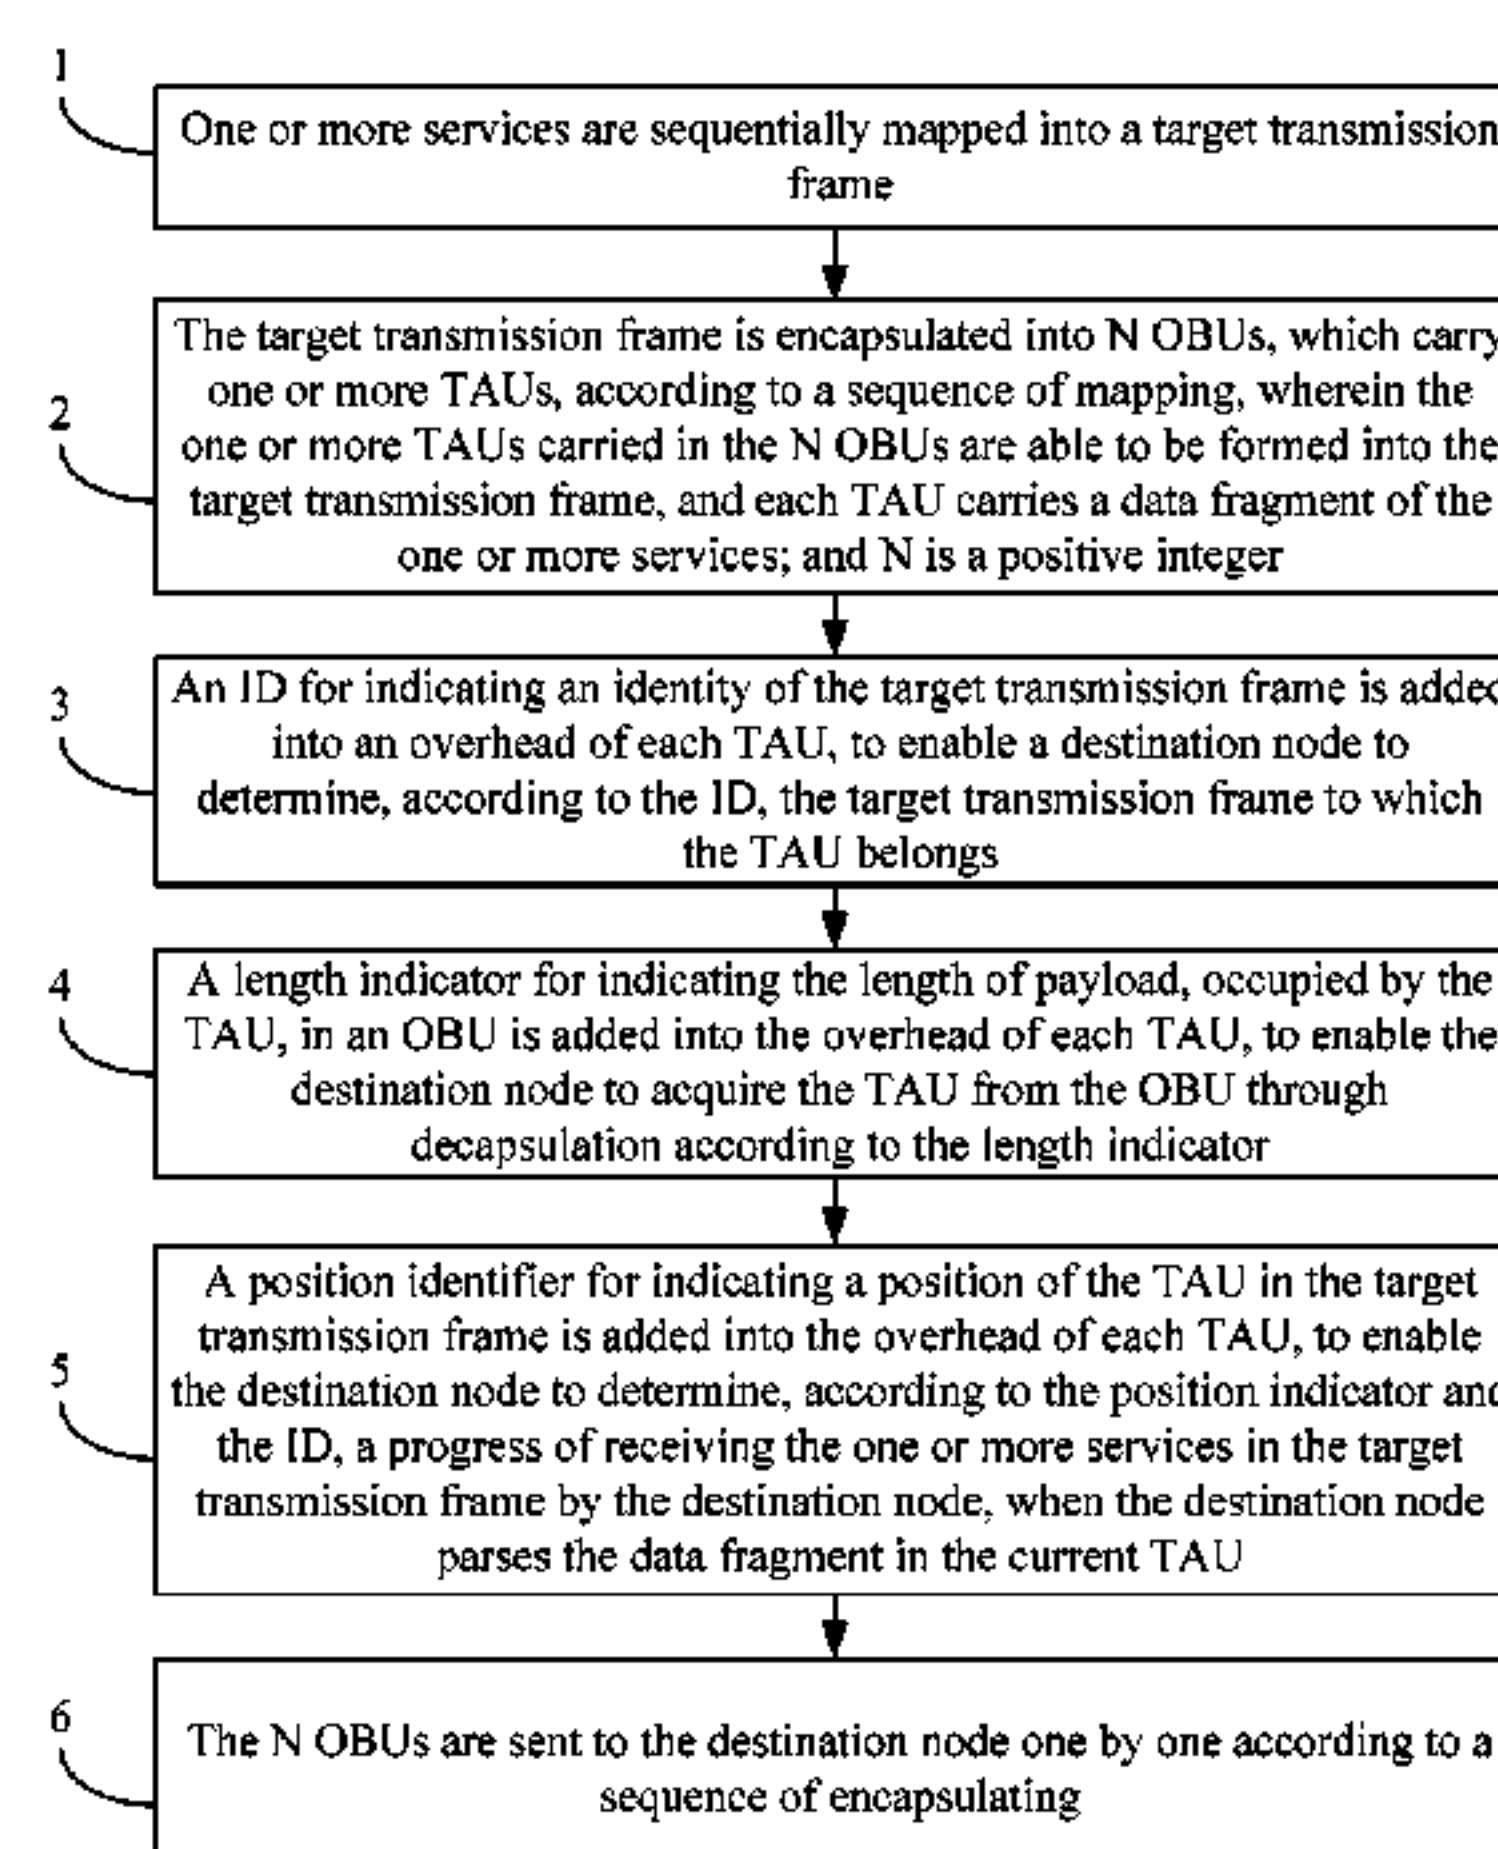 1
One or more services are sequentially mapped into a target transmission
frame
2
The target transmission frame is encapsulated into N OBUs, which carry
one or more TAUs, according to a sequence of mapping, wherein the
one or more TAUs carried in the N OBUs are able to be formed into the
target transmission frame, and each TAU carries a data fragment of the
one or more services; and N is a positive integer
3
An ID for indicating an identity of the target transmission frame is added
into an overhead of each TAU, to enable a destination node to
determine, according to the ID, the target transmission frame to which
the TAU belongs
4
A length indicator for indicating the length of payload, occupied by the
TAU, in an OBU is added into the overhead of each TAU, to enable the
destination node to acquire the TAU from the OBU through
decapsulation according to the length indicator
5
A position identifier for indicating a position of the TAU in the target
transmission frame is added into the overhead of each TAU, to enable
the destination node to determine, according to the position indicator and
the ID, a progress of receiving the one or more services in the target
transmission frame by the destination node, when the destination node
parses the data fragment in the current TAU
6
The N OBUs are sent to the destination node one by one according to a
sequence of encapsulating